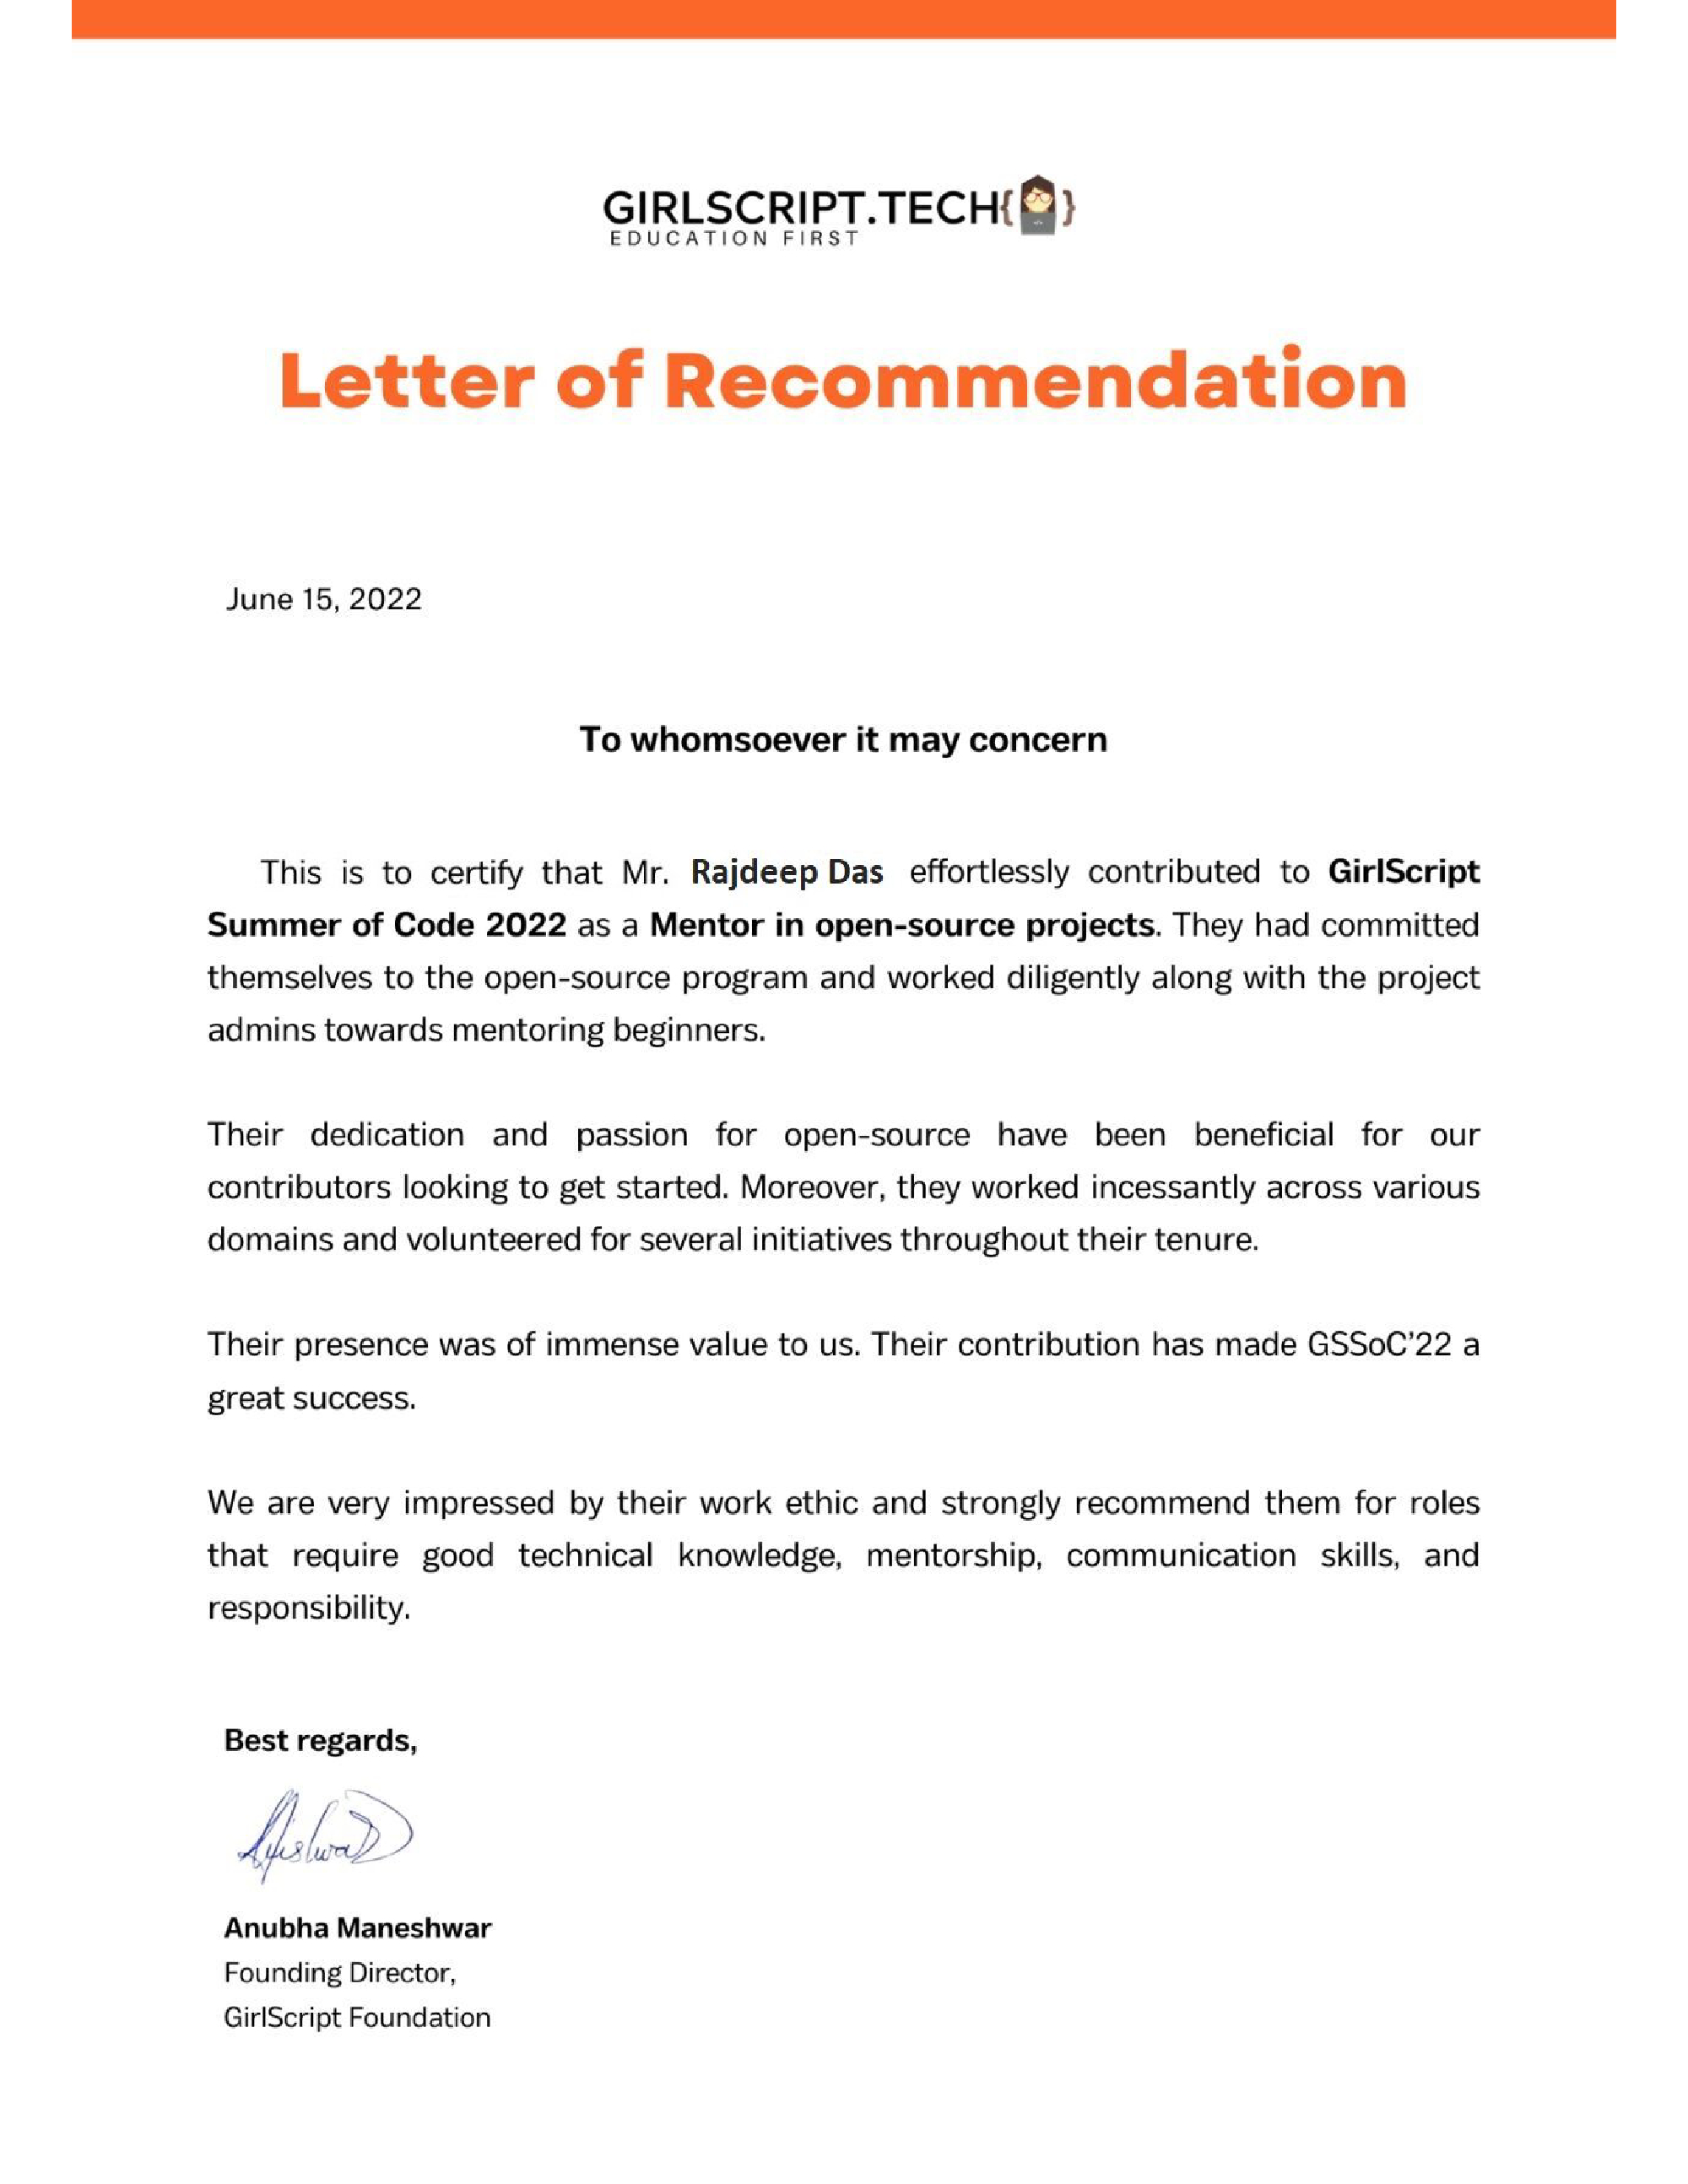 GIRLSCRIPT.TECH{ }
EDUCATION FIRST
Letter of Recommendation
June 15, 2022
To whomsoever it may concern
This is to certify that Mr. Rajdeep Das effortlessly contributed to GirlScript
Summer of Code 2022 as a Mentor in open-source projects. They had committed
themselves to the open-source program and worked diligently along with the project
admins towards mentoring beginners.
Their dedication and passion for open-source have been beneficial for our
contributors looking to get started. Moreover, they worked incessantly across various
domains and volunteered for several initiatives throughout their tenure.
Their presence was of immense value to us. Their contribution has made GSSoC’22 a
great success.
We are very impressed by their work ethic and strongly recommend them for roles
that require good technical knowledge, mentorship, communication skills, and
responsibility.
Best regards,
Anubha Maneshwar
Founding Director,
GirlScript Foundation